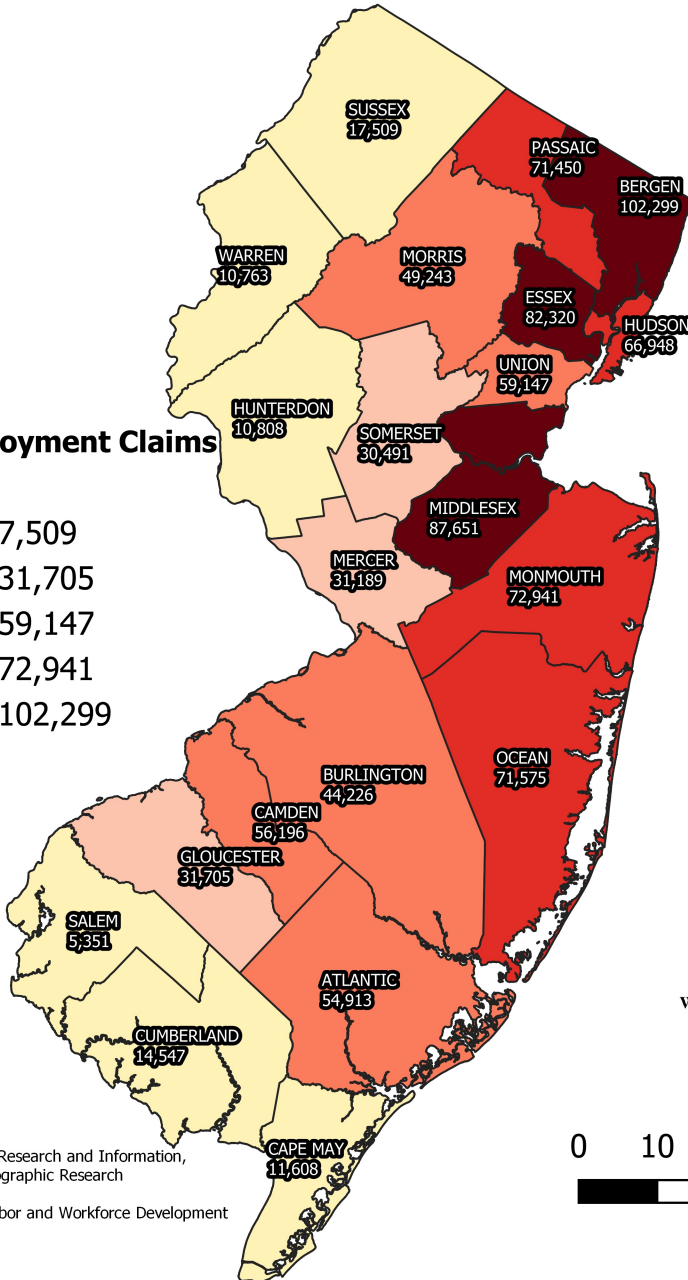 SUSSEX
17,509
PASSAIC
71,450
BERGEN
102,299
WARREN
10,763
MORRIS
49,243
ESSEX
82,320
HUDSON
66,948
UNION
59,147
HUNTERDON
10,808
SOMERSET
30,491
oyment Claims
MIDDLESEX
87,651
7,509
31,705
59,147
72,941
102,299
MERCER
31,189
MONMOUTH
72,941
OCEAN
71,575
BURLINGTON
44,226
CAMDEN
56,196
GLOUCESTER
31,705
SALEM
5,351
ATLANTIC
54,913
CUMBERLAND
14,547
CAPE MAY
11,608
Research and Information,
ographic Research
bor and Workforce Development
0 10